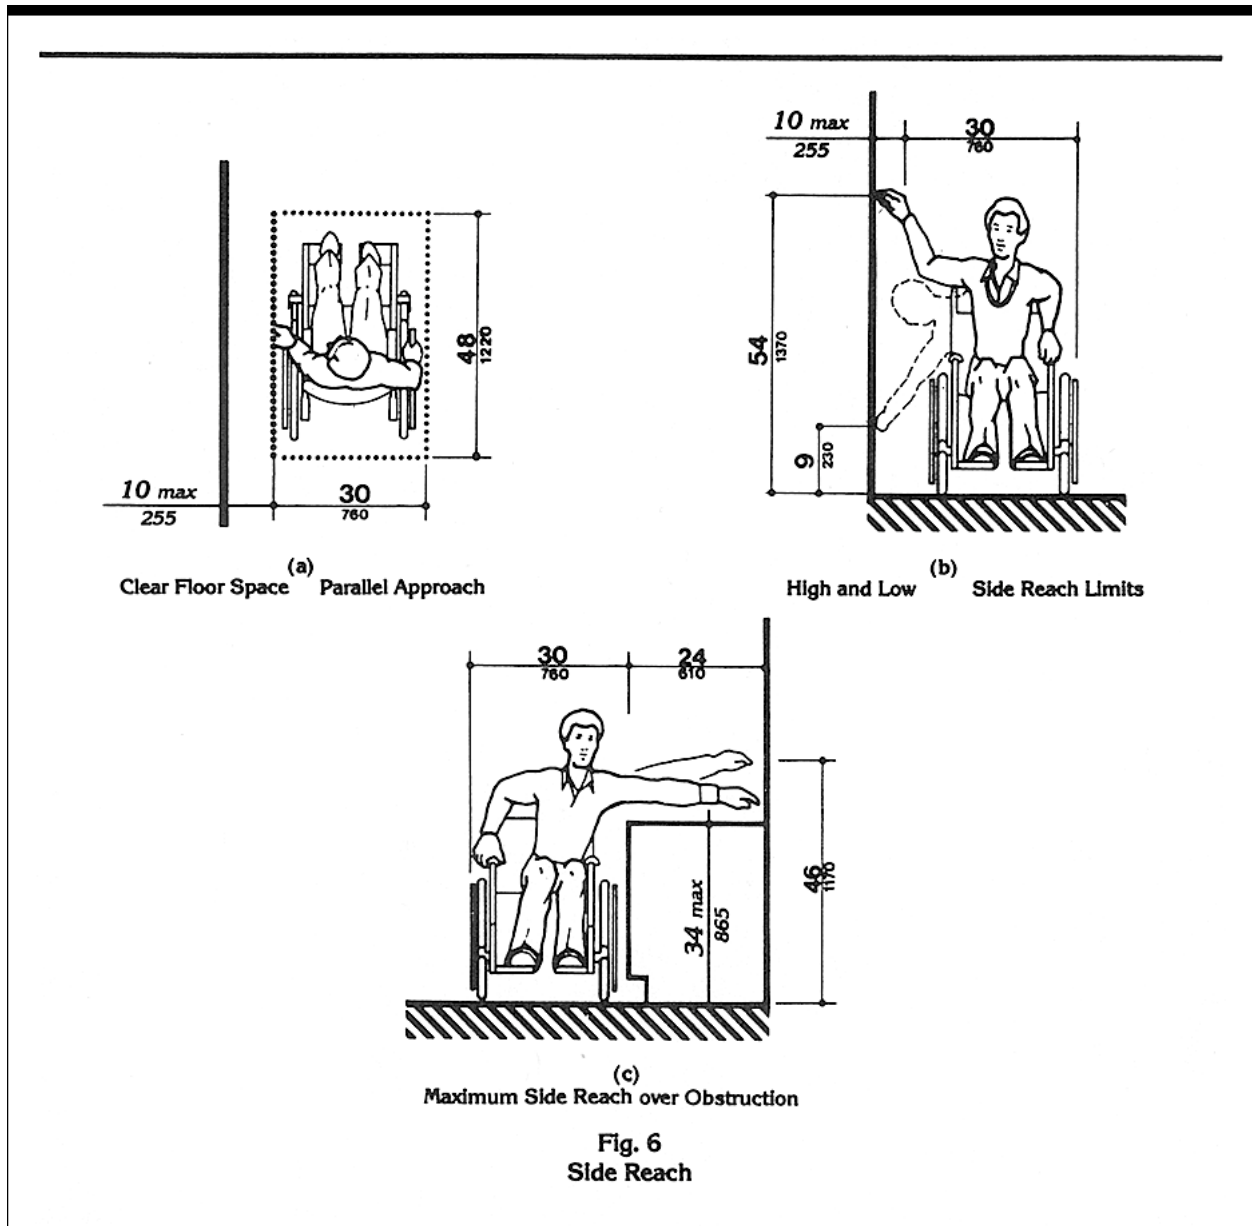 48
1220
10 max
255
30
760
(a)
Clear Floor Space Parallel Approach
10 max
255
30
760
54
1370
9
230
(b)
High and Low Side Reach Limits
30
760
24
610
34 max
865
46
1170
(c)
Maximum Side Reach over Obstruction
Fig. 6
Side Reach